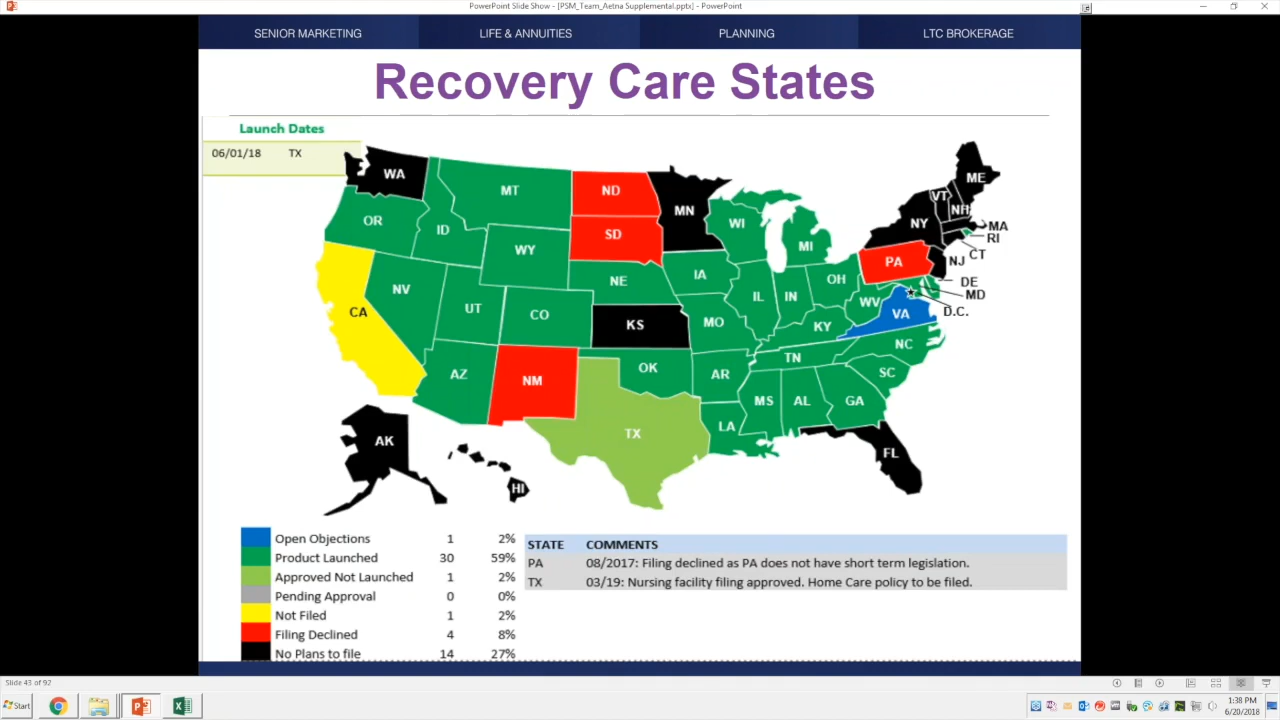 PowerPoint Slide Show - [PSM_Team_Aetna Supplemental.pptx] - PowerPoint
SENIOR MARKETING LIFE & ANNUITIES PLANNING LTC BROKERAGE
Recovery Care States
Launch Dates
06/01/18 TX
WA
MT
ND
MN
ME
VT
NH
OR
ID
SD
WI
NY
MA
RI
WY
MI
CT
IA
PA
NJ
NV
NE
OH
DE
UT
IL
IN
WV
MD
CA
CO
KS
MO
KY
VA
D.C.
NC
TN
AZ
NM
OK
AR
SC
MS
AL
GA
TX
LA
AK
FL
HI
Open Objections 1 2%
Product Launched 30 59%
Approved Not Launched 1 2%
Pending Approval 0 0%
Not Filed 1 2%
Filing Declined 4 8%
No Plans to file 14 27%
STATE COMMENTS
PA 08/2017: Filing declined as PA does not have short term legislation.
TX 03/19: Nursing facility filing approved. Home Care policy to be filed.
Slide 43 of 92
Start
1:38 PM
6/20/2018